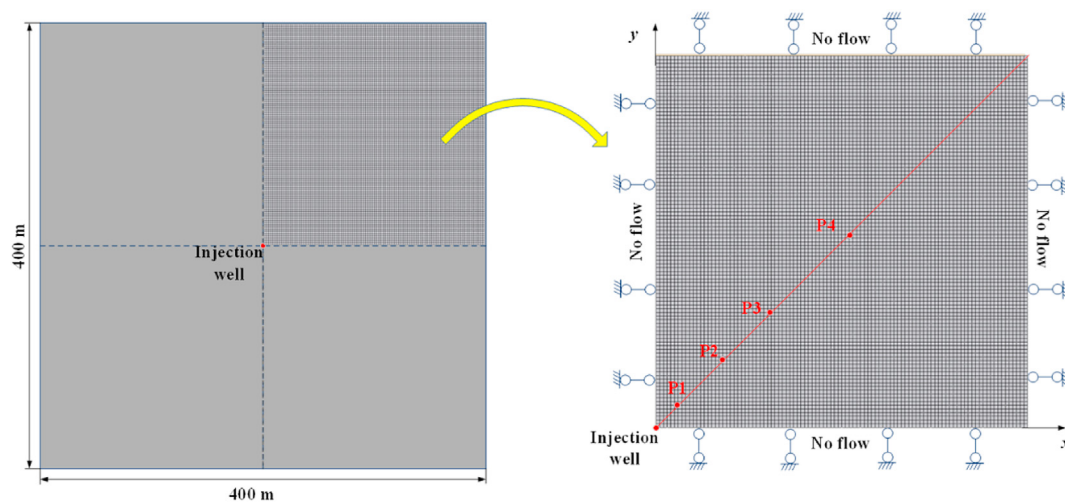 400 m
Injection
well
400 m
y
No flow
No flow
No flow
P4
P3
P2
P1
Injection
well
No flow
x